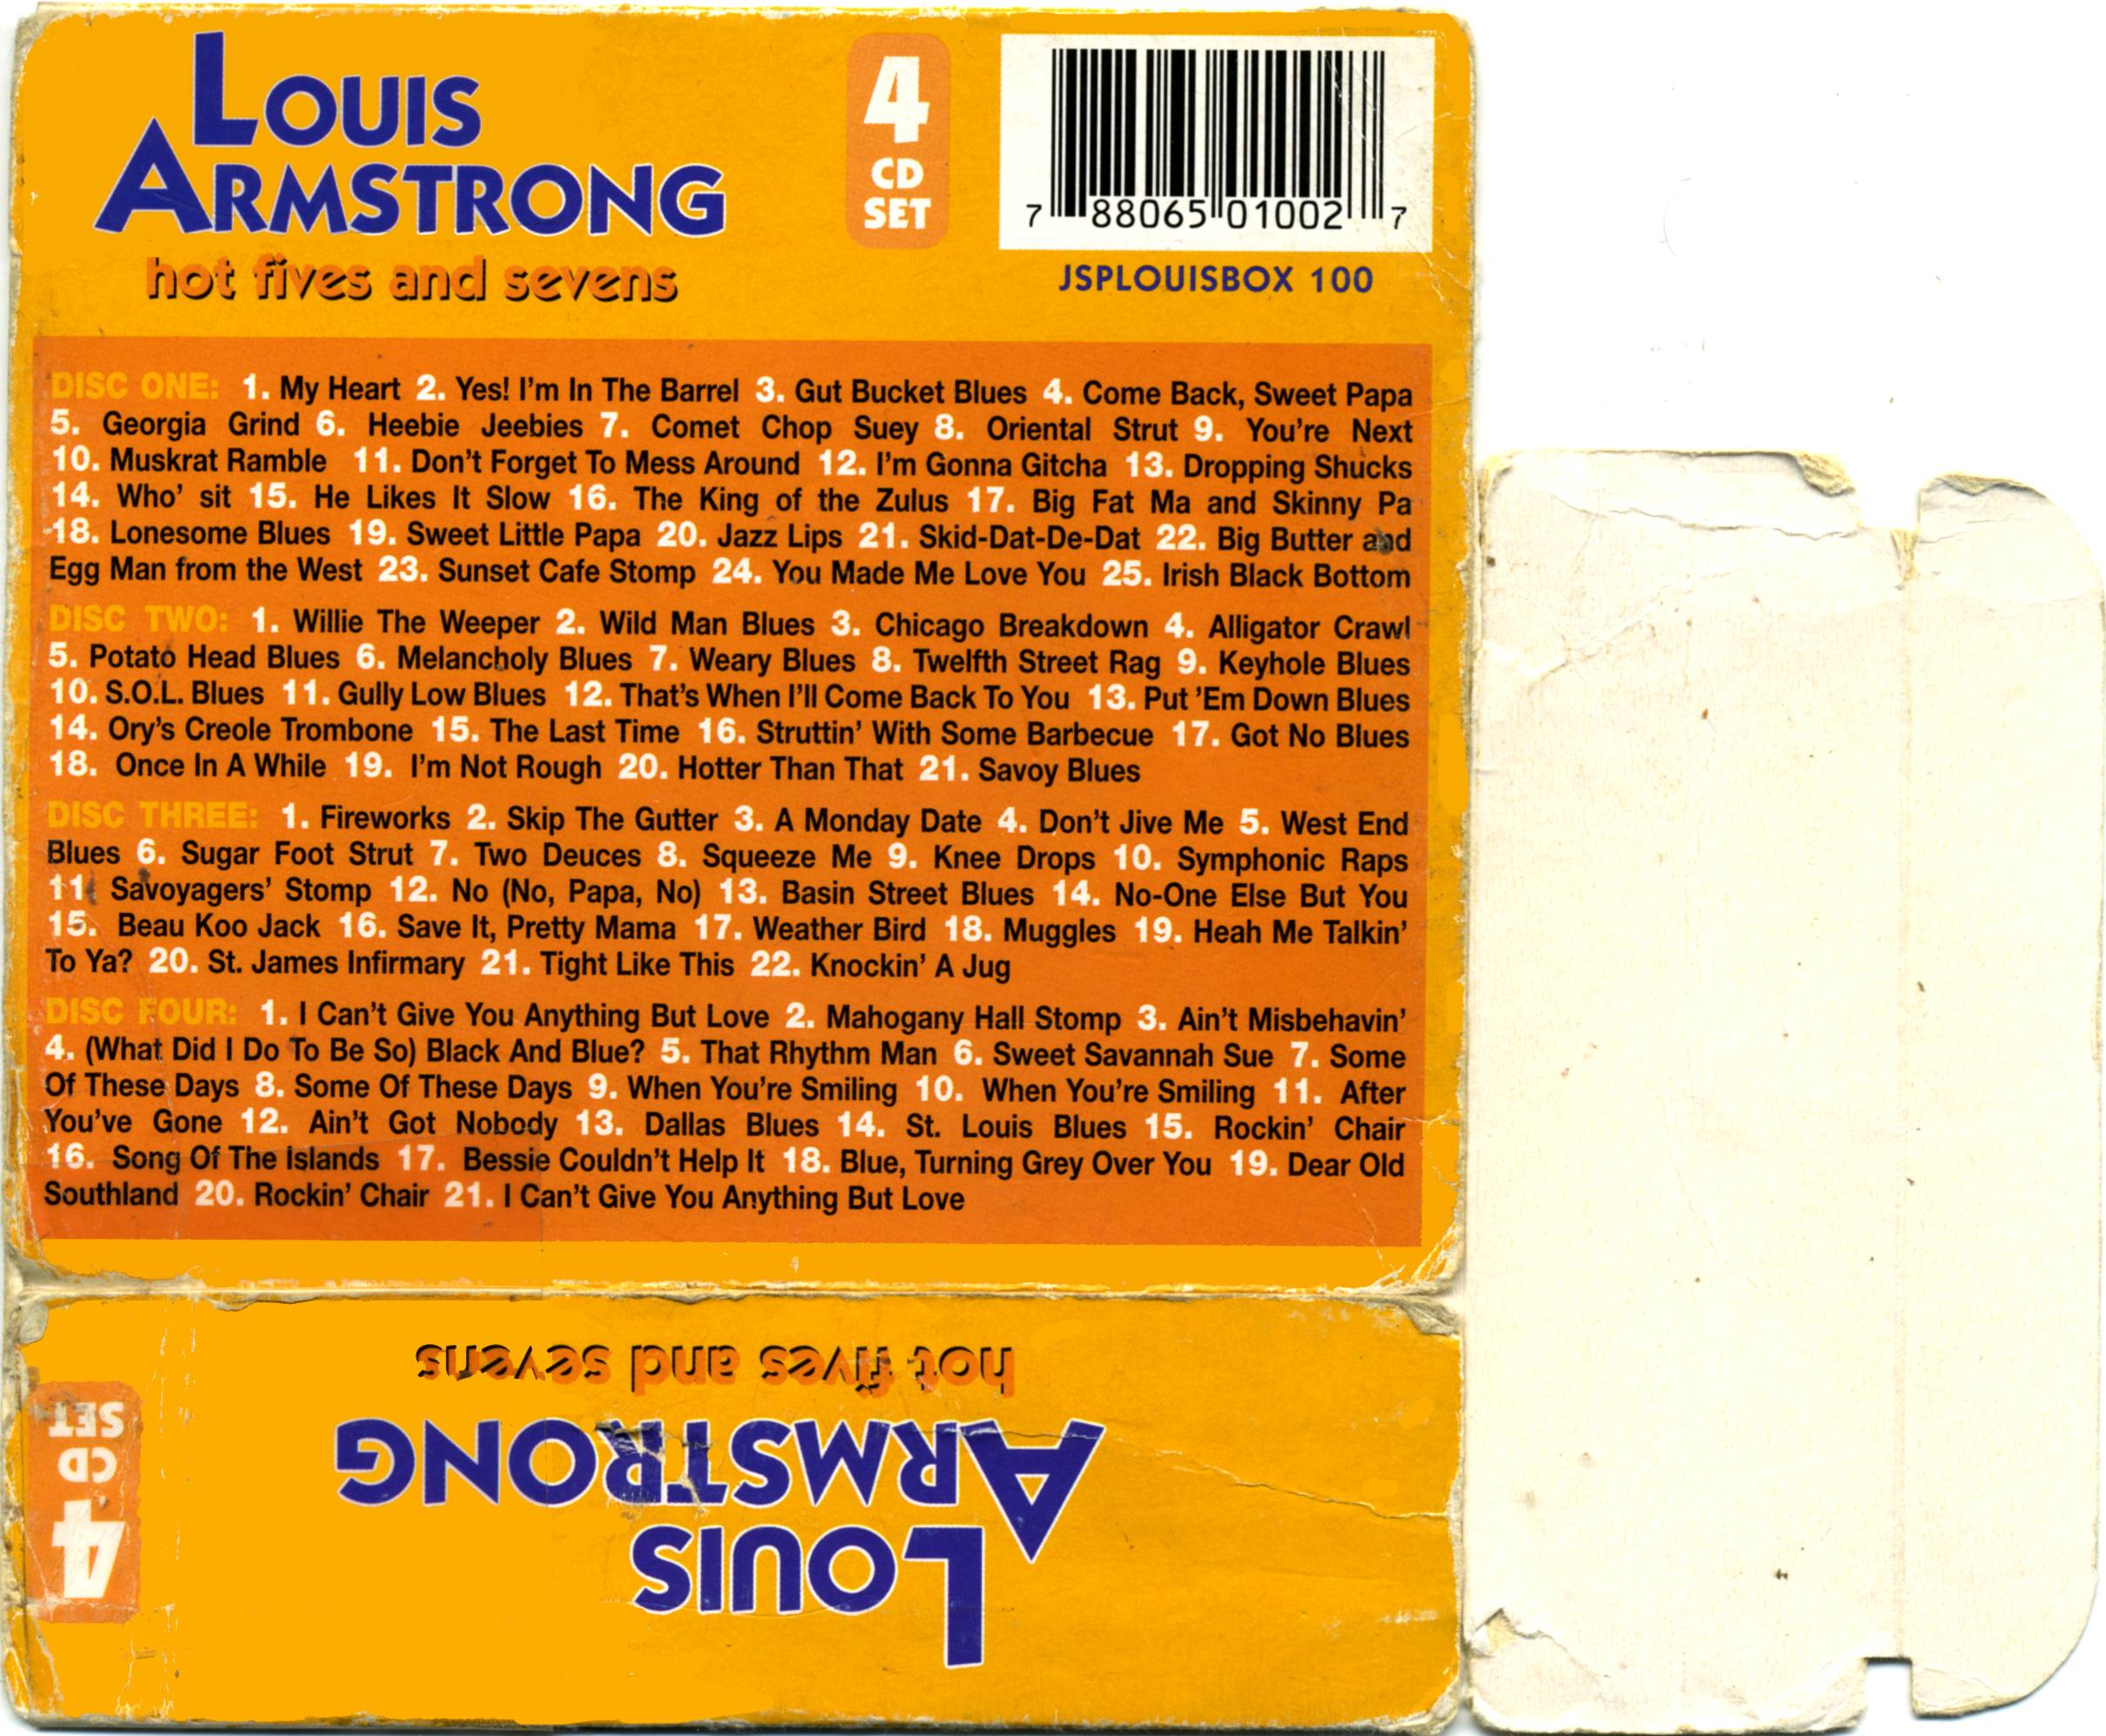 LOUIS
ARMSTRONG
hot fives and sevens
4
CD
SET
7 88065 01002 7
JSPLOUISBOX 100
DISC ONE: 1. My Heart 2. Yes! I'm In The Barrel 3. Gut Bucket Blues 4. Come Back, Sweet Papa
5. Georgia Grind 6. Heebie Jeebies 7. Comet Chop Suey 8. Oriental Strut 9. You're Next
10. Muskrat Ramble 11. Don't Forget To Mess Around 12. I'm Gonna Gitcha 13. Dropping Shucks
14. Who' sit 15. He Likes It Slow 16. The King of the Zulus 17. Big Fat Ma and Skinny Pa
18. Lonesome Blues 19. Sweet Little Papa 20. Jazz Lips 21. Skid-Dat-De-Dat 22. Big Butter and
Egg Man from the West 23. Sunset Cafe Stomp 24. You Made Me Love You 25. Irish Black Bottom
DISC TWO: 1. Willie The Weeper 2. Wild Man Blues 3. Chicago Breakdown 4. Alligator Crawl
5. Potato Head Blues 6. Melancholy Blues 7. Weary Blues 8. Twelfth Street Rag 9. Keyhole Blues
10. S.O.L. Blues 11. Gully Low Blues 12. That's When I'll Come Back To You 13. Put 'Em Down Blues
14. Ory's Creole Trombone 15. The Last Time 16. Struttin' With Some Barbecue 17. Got No Blues
18. Once In A While 19. I'm Not Rough 20. Hotter Than That 21. Savoy Blues
DISC THREE: 1. Fireworks 2. Skip The Gutter 3. A Monday Date 4. Don't Jive Me 5. West End
Blues 6. Sugar Foot Strut 7. Two Deuces 8. Squeeze Me 9. Knee Drops 10. Symphonic Raps
11. Savoyagers' Stomp 12. No (No, Papa, No) 13. Basin Street Blues 14. No-One Else But You
15. Beau Koo Jack 16. Save It, Pretty Mama 17. Weather Bird 18. Muggles 19. Heah Me Talkin'
To Ya? 20. St. James Infirmary 21. Tight Like This 22. Knockin' A Jug
DISC FOUR: 1. I Can't Give You Anything But Love 2. Mahogany Hall Stomp 3. Ain't Misbehavin'
4. (What Did I Do To Be So) Black And Blue? 5. That Rhythm Man 6. Sweet Savannah Sue 7. Some
Of These Days 8. Some Of These Days 9. When You're Smiling 10. When You're Smiling 11. After
You've Gone 12. Ain't Got Nobody 13. Dallas Blues 14. St. Louis Blues 15. Rockin' Chair
16. Song Of The Islands 17. Bessie Couldn't Help It 18. Blue, Turning Grey Over You 19. Dear Old
Southland 20. Rockin' Chair 21. I Can't Give You Anything But Love
LOUIS
ARMSTRONG
hot fives and sevens
4
CD
SET